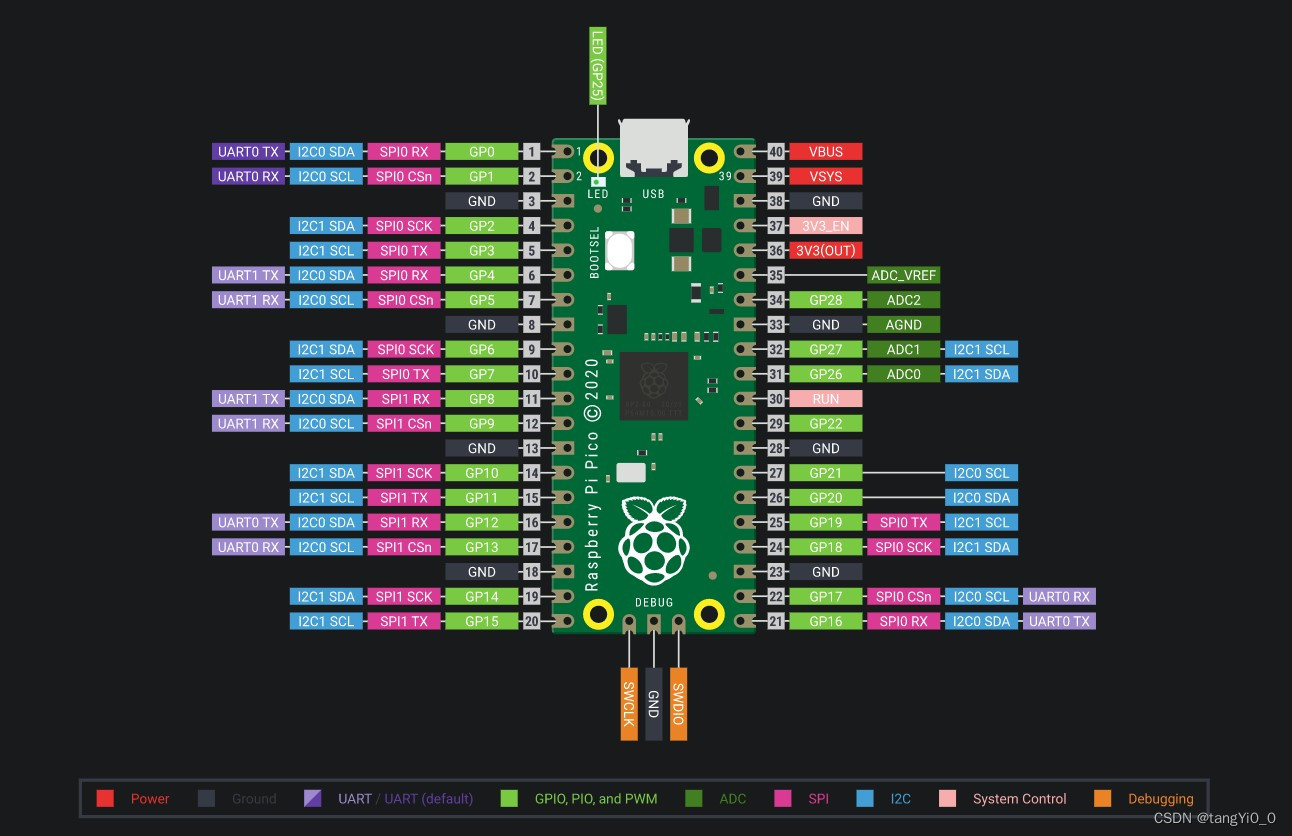 LED (GP25)
UART0 TX I2C0 SDA SPI0 RX GP0 1 1 40 VBUS
UART0 RX I2C0 SCL SPI0 CSn GP1 2 2 39 39 VSYS
LED USB
GND 3 38 GND
I2C1 SDA SPI0 SCK GP2 4 37 3V3_EN
I2C1 SCL SPI0 TX GP3 5 36 3V3(OUT)
BOOTSEL
UART1 TX I2C0 SDA SPI0 RX GP4 6 35 ADC_VREF
UART1 RX I2C0 SCL SPI0 CSn GP5 7 34 GP28 ADC2
GND 8 33 GND AGND
I2C1 SDA SPI0 SCK GP6 9 32 GP27 ADC1 I2C1 SCL
I2C1 SCL SPI0 TX GP7 10 31 GP26 ADC0 I2C1 SDA
UART1 TX I2C0 SDA SPI1 RX GP8 11 30 RUN
UART1 RX I2C0 SCL SPI1 CSn GP9 12 29 GP22
GND 13 28 GND
I2C1 SDA SPI1 SCK GP10 14 27 GP21 I2C0 SCL
I2C1 SCL SPI1 TX GP11 15 26 GP20 I2C0 SDA
Raspberry Pi Pico ©2020
UART0 TX I2C0 SDA SPI1 RX GP12 16 25 GP19 SPI0 TX I2C1 SCL
UART0 RX I2C0 SCL SPI1 CSn GP13 17 24 GP18 SPI0 SCK I2C1 SDA
GND 18 23 GND
I2C1 SDA SPI1 SCK GP14 19 22 GP17 SPI0 CSn I2C0 SCL UART0 RX
DEBUG
I2C1 SCL SPI1 TX GP15 20 21 GP16 SPI0 RX I2C0 SDA UART0 TX
SWCLK GND SWDIO
Power Ground UART / UART (default) GPIO, PIO, and PWM ADC SPI I2C System Control Debugging
CSDN @tangYi0_0